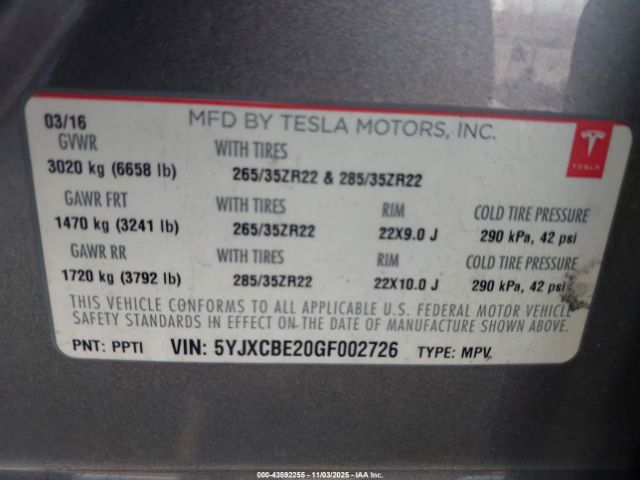 03/16 MFD BY TESLA MOTORS, INC.
GVWR WITH TIRES
3020 kg (6658 lb) 265/35ZR22 & 285/35ZR22
GAWR FRT WITH TIRES RIM COLD TIRE PRESSURE
1470 kg (3241 lb) 265/35ZR22 22X9.0 J 290 kPa, 42 psi
GAWR RR WITH TIRES RIM COLD TIRE PRESSURE
1720 kg (3792 lb) 285/35ZR22 22X10.0 J 290 kPa, 42 psi
THIS VEHICLE CONFORMS TO ALL APPLICABLE U.S. FEDERAL MOTOR VEHICLE
SAFETY STANDARDS IN EFFECT ON THE DATE OF MANUFACTURE SHOWN ABOVE.
PNT: PPTI VIN: 5YJXCBE20GF002726 TYPE: MPV
TESLA
000-43592255 - 11/03/2025 - IAA Inc.